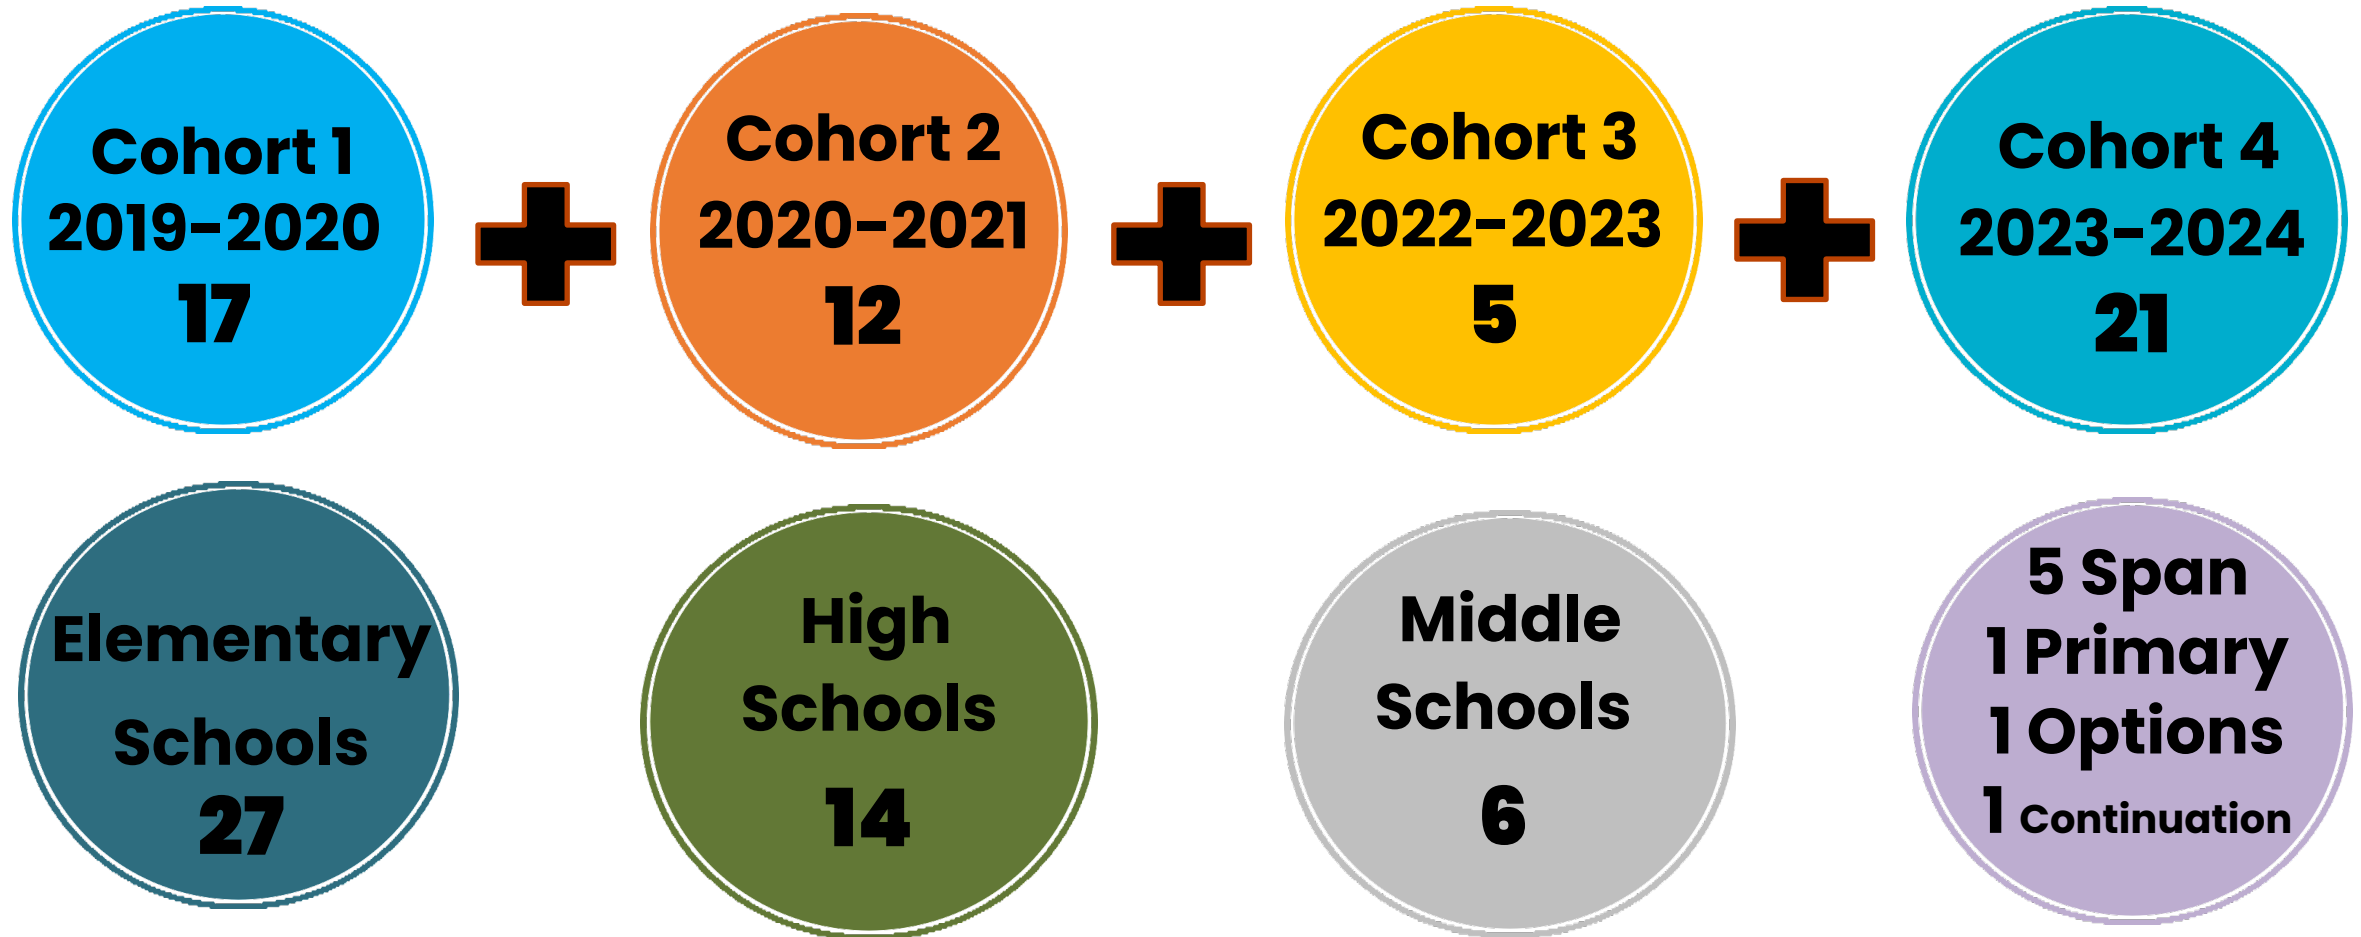 Cohort 1
2019-2020
17
Cohort 2
2020-2021
12
Cohort 3
2022-2023
5
Cohort 4
2023-2024
21
Elementary
Schools
27
High
Schools
14
Middle
Schools
6
5 Span
1 Primary
1 Options
1 Continuation